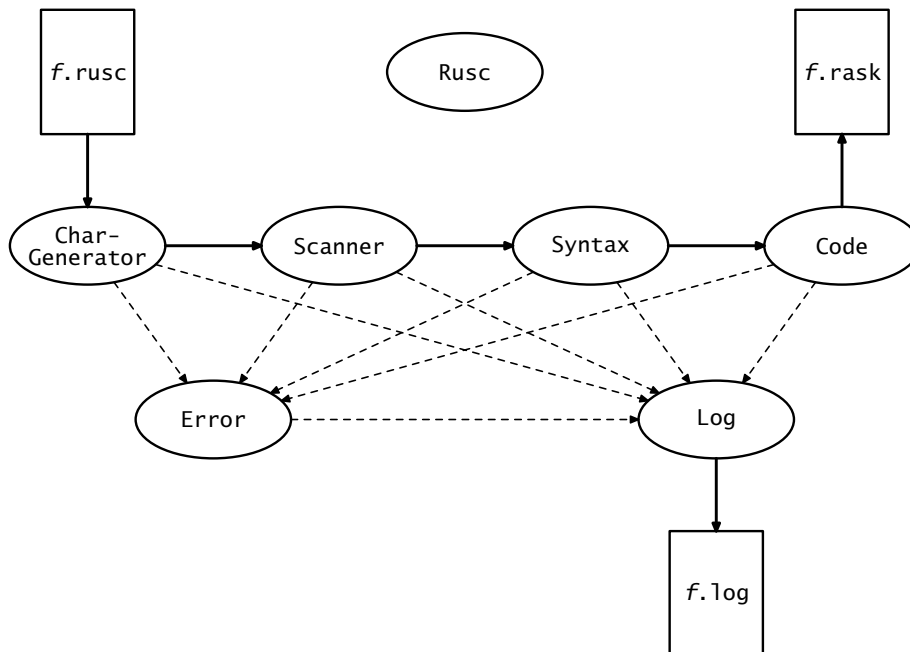 f.rusc
Rusc
f.rask
Char-
Generator
Scanner
Syntax
Code
Error
Log
f.log